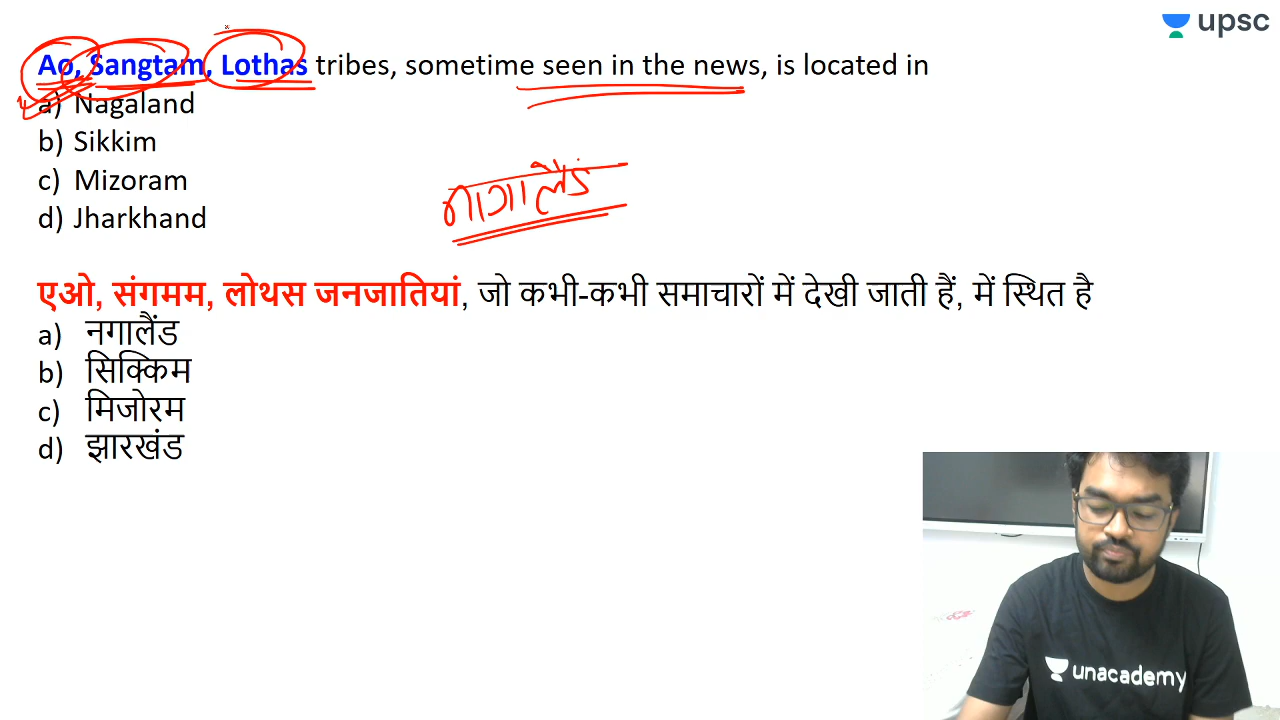 upsc
Ao, Sangtam, Lothas tribes, sometime seen in the news, is located in
a) Nagaland
b) Sikkim
c) Mizoram
d) Jharkhand
नागालैंड
एओ, संगमम, लोथस जनजातियां, जो कभी-कभी समाचारों में देखी जाती हैं, में स्थित है
a) नगालैंड
b) सिक्किम
c) मिजोरम
d) झारखंड
unacademy